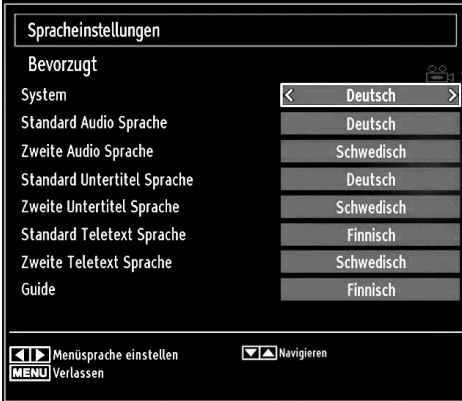 Spracheinstellungen
Bevorzugt
System Deutsch
Standard Audio Sprache Deutsch
Zweite Audio Sprache Schwedisch
Standard Untertitel Sprache Deutsch
Zweite Untertitel Sprache Schwedisch
Standard Teletext Sprache Finnisch
Zweite Teletext Sprache Schwedisch
Guide Finnisch
Menüsprache einstellen Navigieren
MENU Verlassen